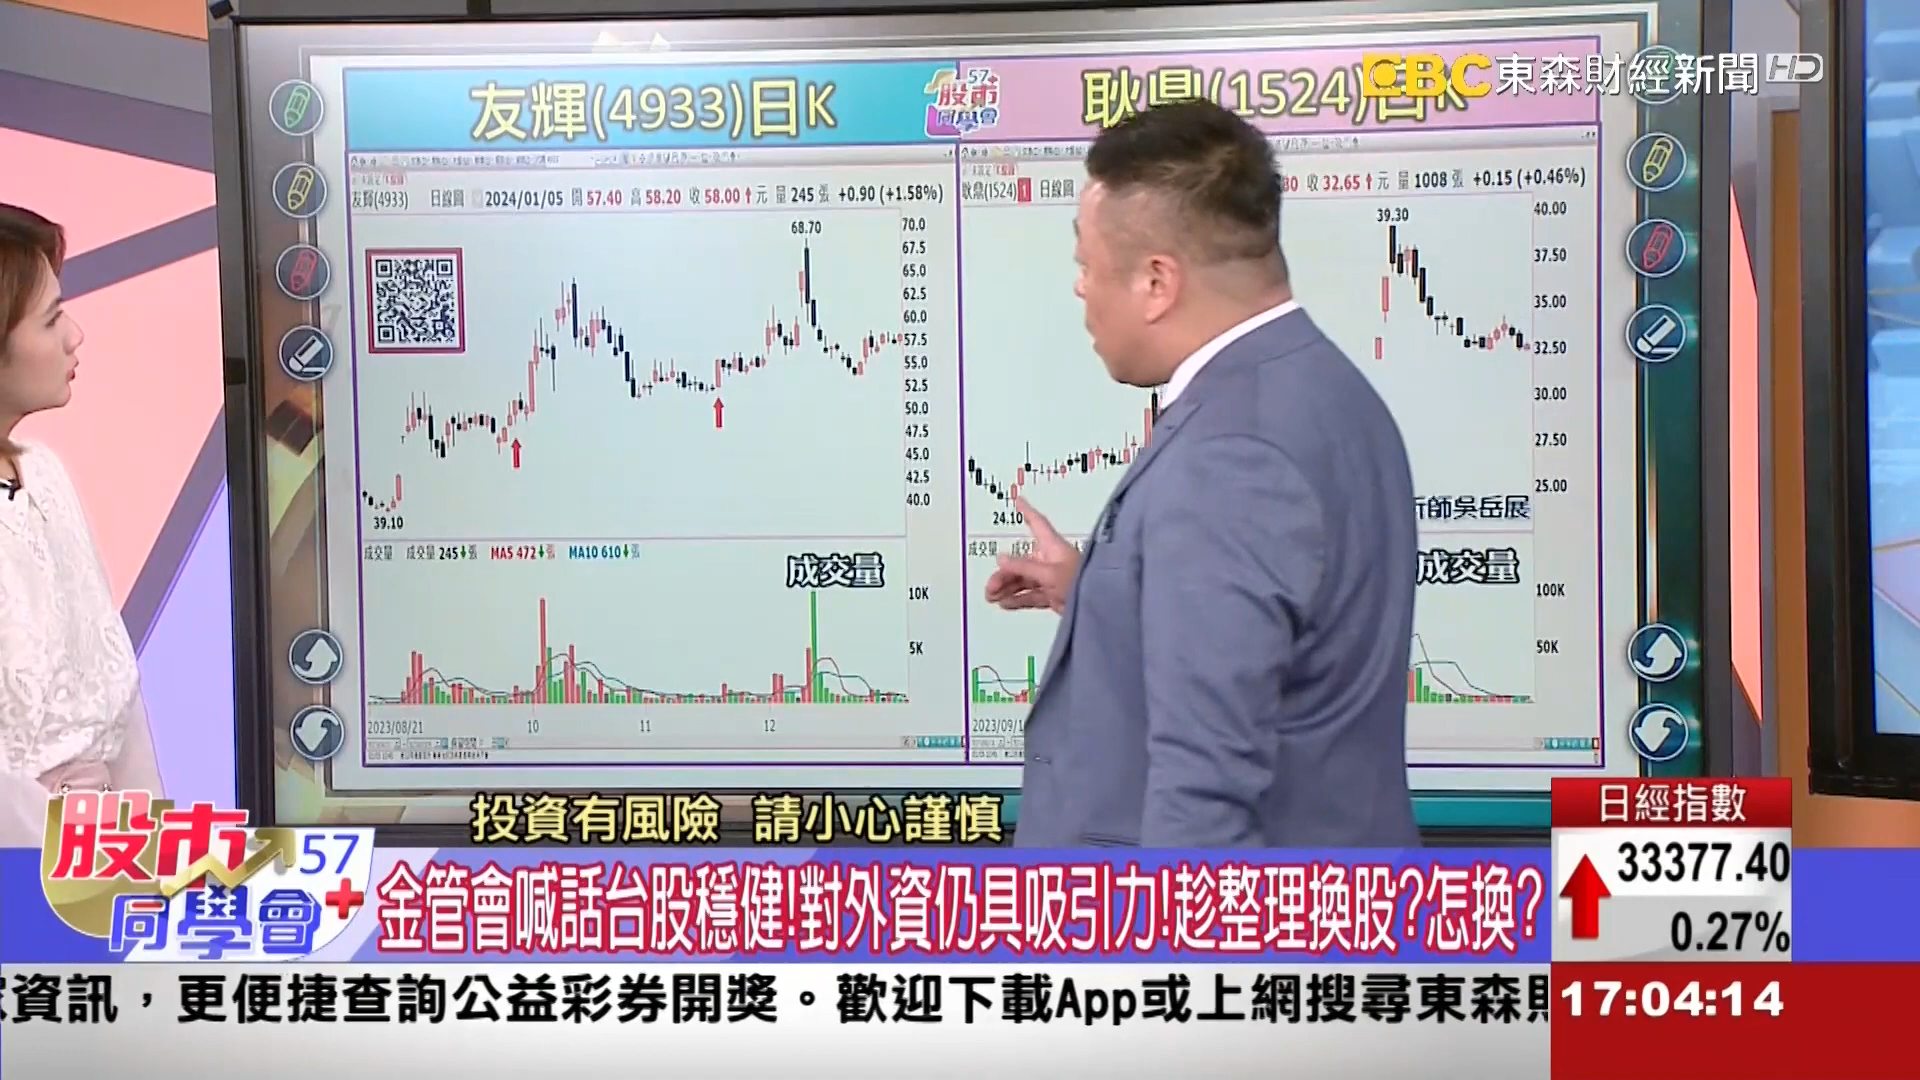 EBC 東森財經新聞 HD
友輝(4933)日K
57
股市
同學會
耿鼎(1524)日K
友輝(4933) 日線圖 2024/01/05 開 57.40 高 58.20 收 58.00 元 量 245 張 +0.90 (+1.58%)
耿鼎(1524) 日線圖
收 32.65 元 量 1008 張 +0.15 (+0.46%)
68.70
70.0
67.5
65.0
62.5
60.0
57.5
55.0
52.5
50.0
47.5
45.0
42.5
40.0
39.10
39.30
40.00
37.50
35.00
32.50
30.00
27.50
25.00
24.10
析師吳岳展
成交量 成交量 245 張 MA5 472 張 MA10 610 張
成交量
10K
5K
2023/08/21 10 11 12
成交量
成交量
100K
50K
投資有風險 請小心謹慎
股市 57
同學會
金管會喊話台股穩健!對外資仍具吸引力!趁整理換股?怎換?
日經指數
33377.40
0.27%
資訊，更便捷查詢公益彩券開獎。歡迎下載App或上網搜尋東森財
17:04:14